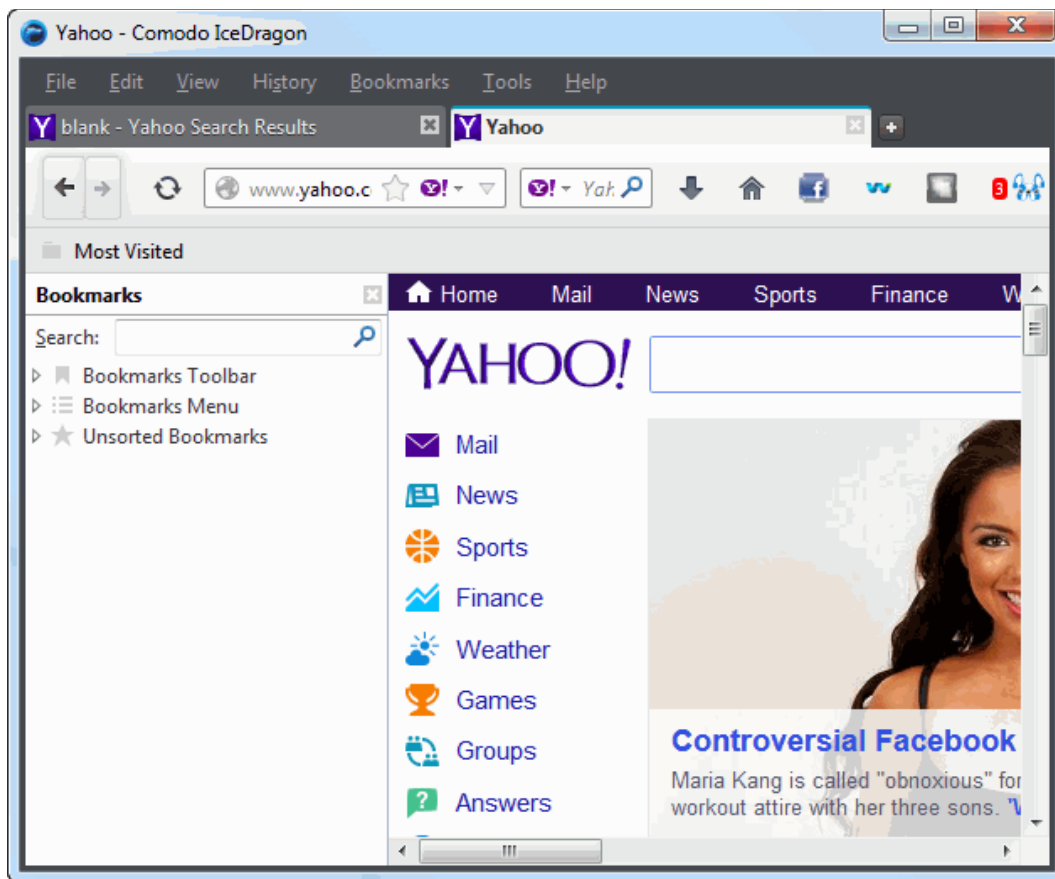 Yahoo - Comodo IceDragon
File Edit View History Bookmarks Tools Help
blank - Yahoo Search Results Yahoo
www.yahoo.c Y! Y! Yah
3
Most Visited
Bookmarks
Search:
Bookmarks Toolbar
Bookmarks Menu
Unsorted Bookmarks
Home Mail News Sports Finance W
YAHOO!
Mail
News
Sports
Finance
Weather
Games
Groups
Answers
Controversial Facebook
Maria Kang is called "obnoxious" for
workout attire with her three sons.